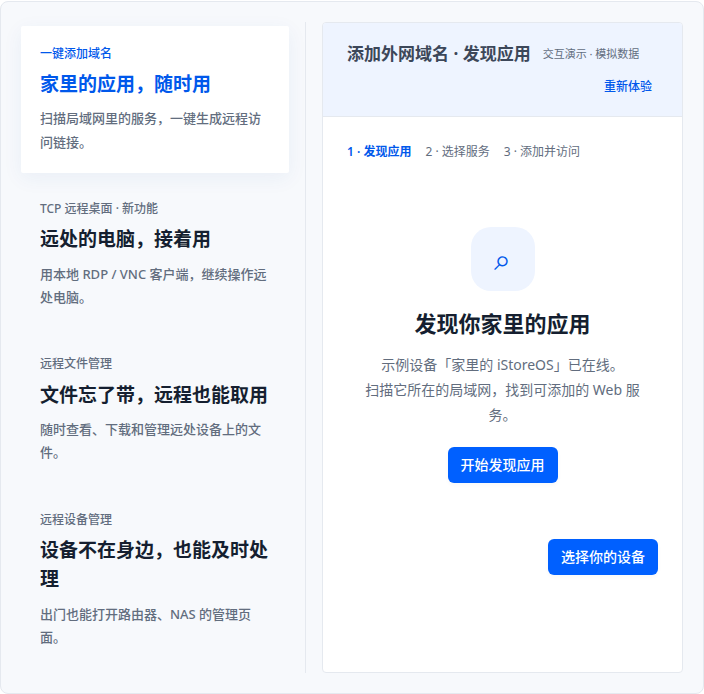 一键添加域名
家里的应用，随时用
扫描局域网里的服务，一键生成远程访
问链接。
TCP 远程桌面 · 新功能
远处的电脑，接着用
用本地 RDP / VNC 客户端，继续操作远
处电脑。
远程文件管理
文件忘了带，远程也能取用
随时查看、下载和管理远处设备上的文
件。
远程设备管理
设备不在身边，也能及时处
理
出门也能打开路由器、NAS 的管理页
面。
添加外网域名 · 发现应用 交互演示 · 模拟数据
重新体验
1 · 发现应用 2 · 选择服务 3 · 添加并访问
发现你家里的应用
示例设备「家里的 iStoreOS」已在线。
扫描它所在的局域网，找到可添加的 Web 服
务。
开始发现应用
选择你的设备